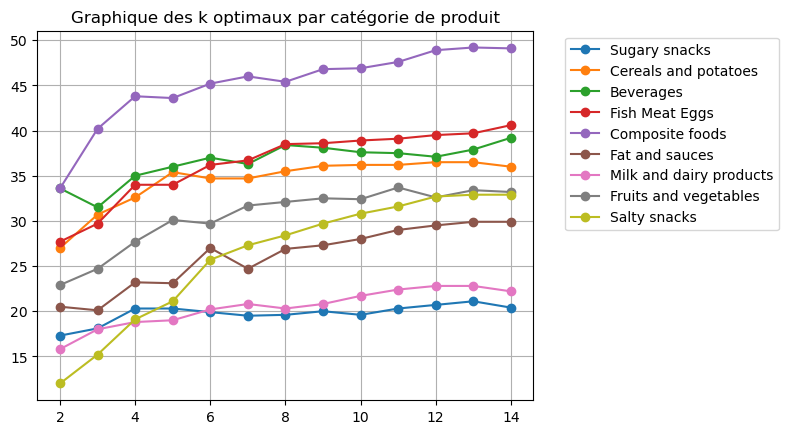 Graphique des k optimaux par catégorie de produit
50
45
40
35
30
25
20
15
2 4 6 8 10 12 14
Sugary snacks
Cereals and potatoes
Beverages
Fish Meat Eggs
Composite foods
Fat and sauces
Milk and dairy products
Fruits and vegetables
Salty snacks